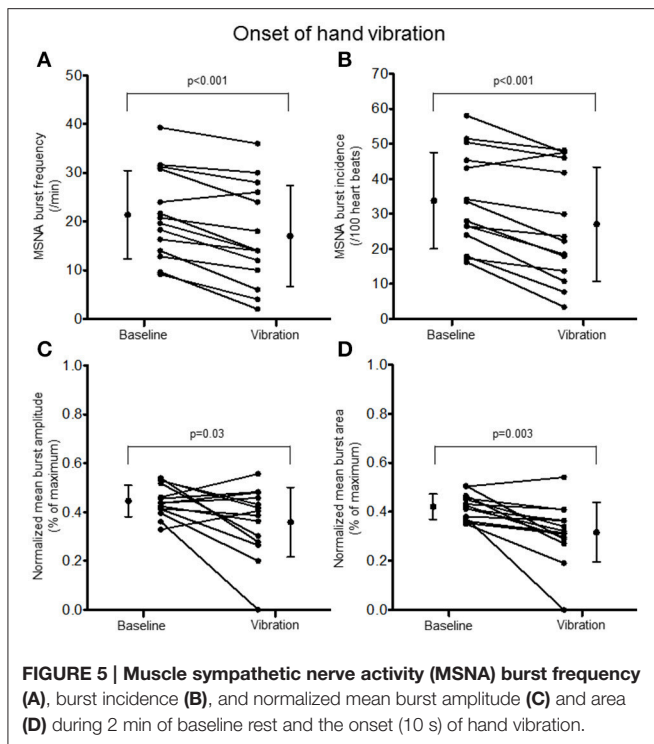 Onset of hand vibration
A
p<0.001
MSNA burst frequency
(/min)
50
40
30
20
10
0
Baseline
Vibration
B
p<0.001
MSNA burst incidence
(/100 heart beats)
70
60
50
40
30
20
10
0
Baseline
Vibration
C
p=0.03
Normalized mean burst amplitude
(% of maximum)
1.0
0.8
0.6
0.4
0.2
0.0
Baseline
Vibration
D
p=0.003
Normalized mean burst area
(% of maximum)
1.0
0.8
0.6
0.4
0.2
0.0
Baseline
Vibration
FIGURE 5 | Muscle sympathetic nerve activity (MSNA) burst frequency
(A), burst incidence (B), and normalized mean burst amplitude (C) and area
(D) during 2 min of baseline rest and the onset (10 s) of hand vibration.